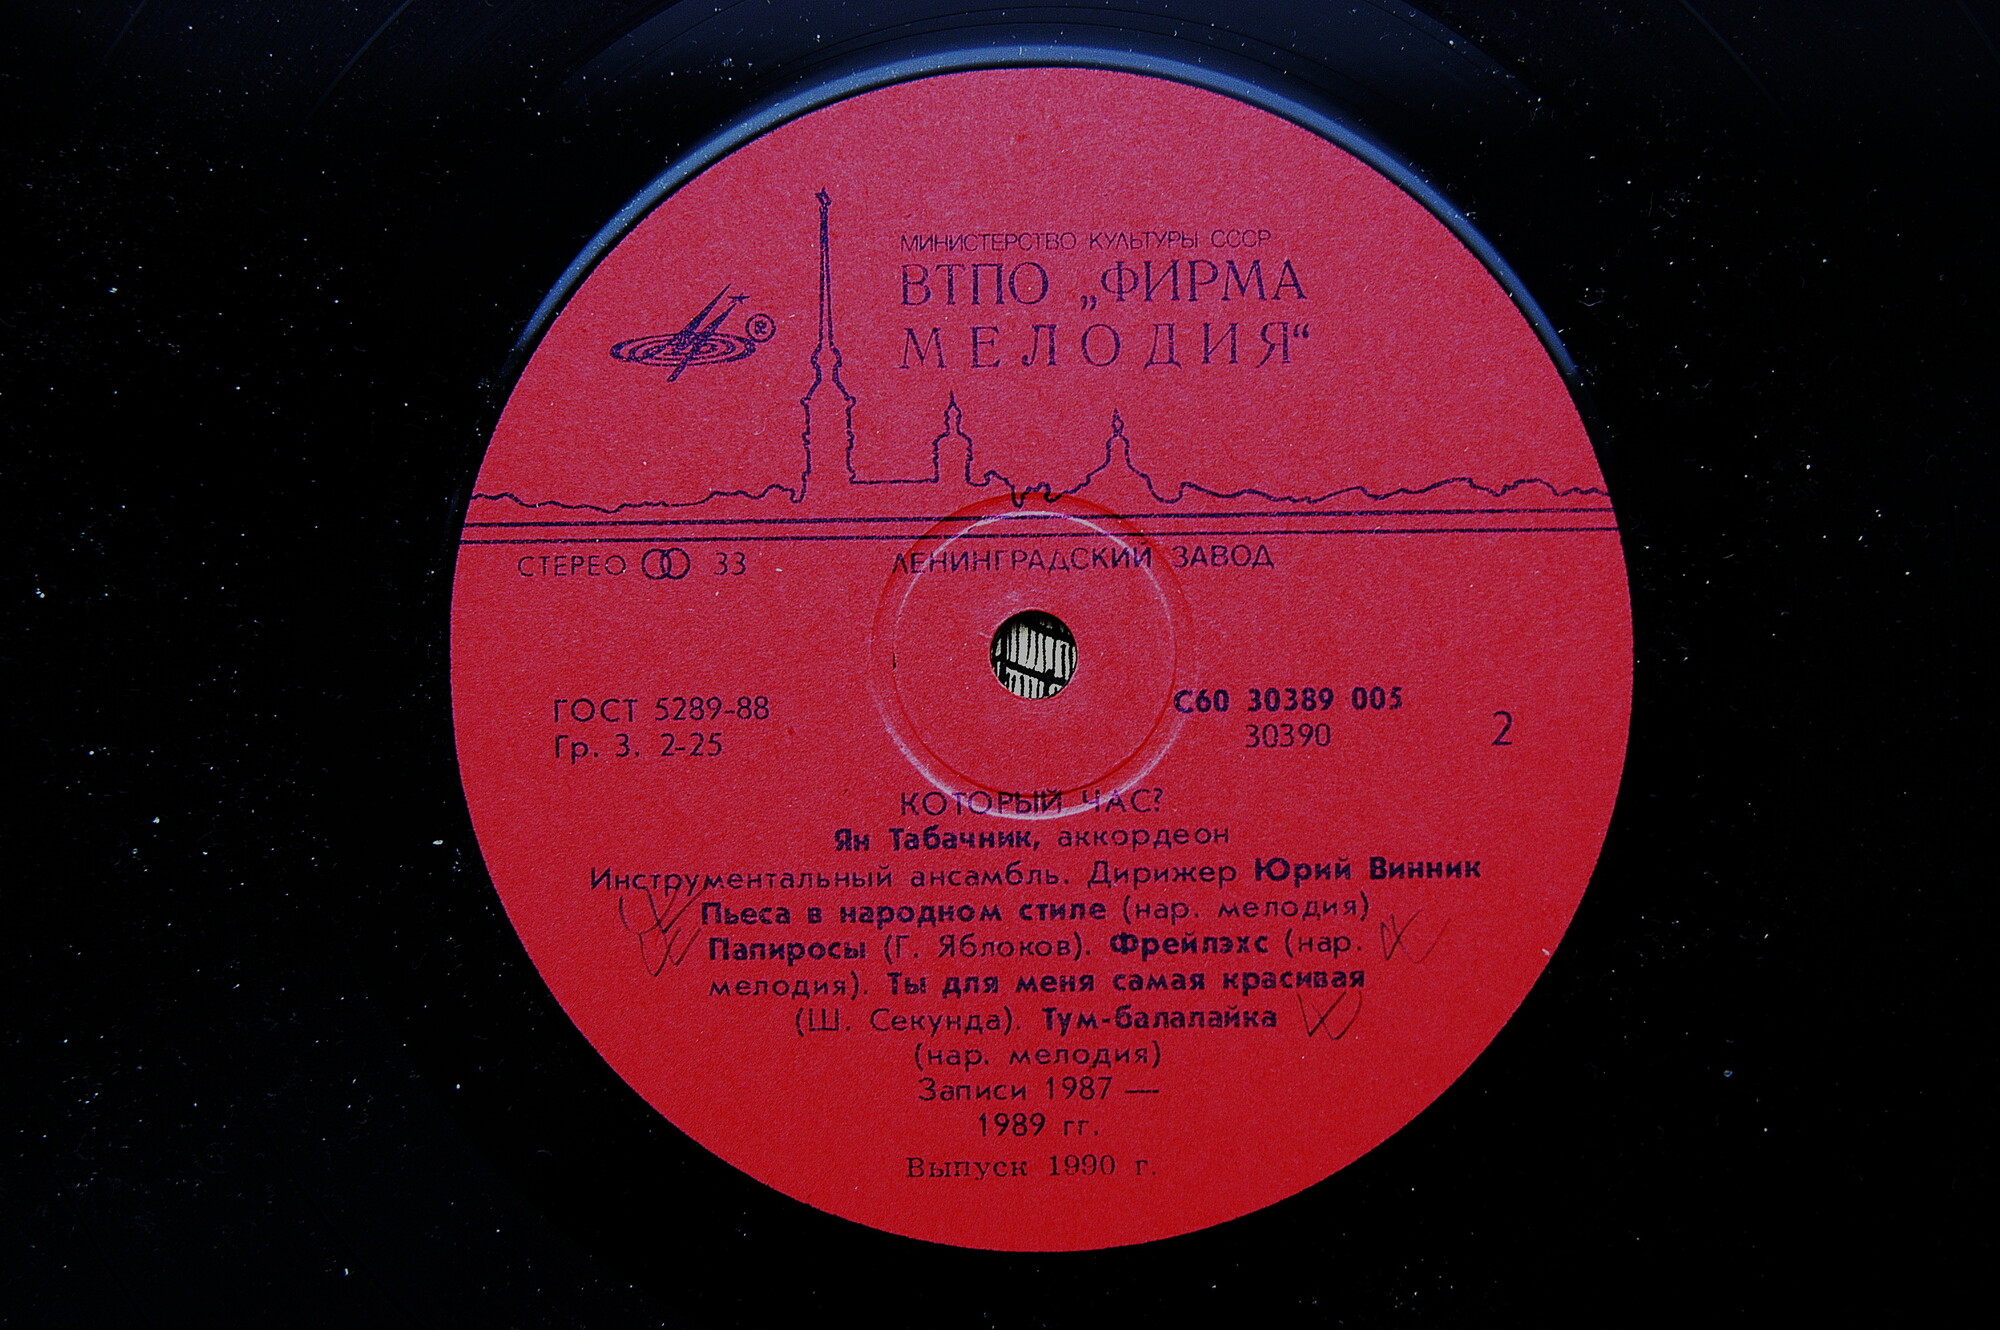 МИНИСТЕРСТВО КУЛЬТУРЫ СССР
ВТПО „ФИРМА
МЕЛОДИЯ“
®
СТЕРЕО 33
ЛЕНИНГРАДСКИЙ ЗАВОД
ГОСТ 5289-88
Гр. 3. 2-25
С60 30389 005
30390
2
КОТОРЫЙ ЧАС?
Ян Табачник, аккордеон
Инструментальный ансамбль. Дирижер Юрий Винник
Пьеса в народном стиле (нар. мелодия)
Папиросы (Г. Яблоков). Фрейлэхс (нар.
мелодия). Ты для меня самая красивая
(Ш. Секунда). Тум-балалайка
(нар. мелодия)
Записи 1987 —
1989 гг.
Выпуск 1990 г.